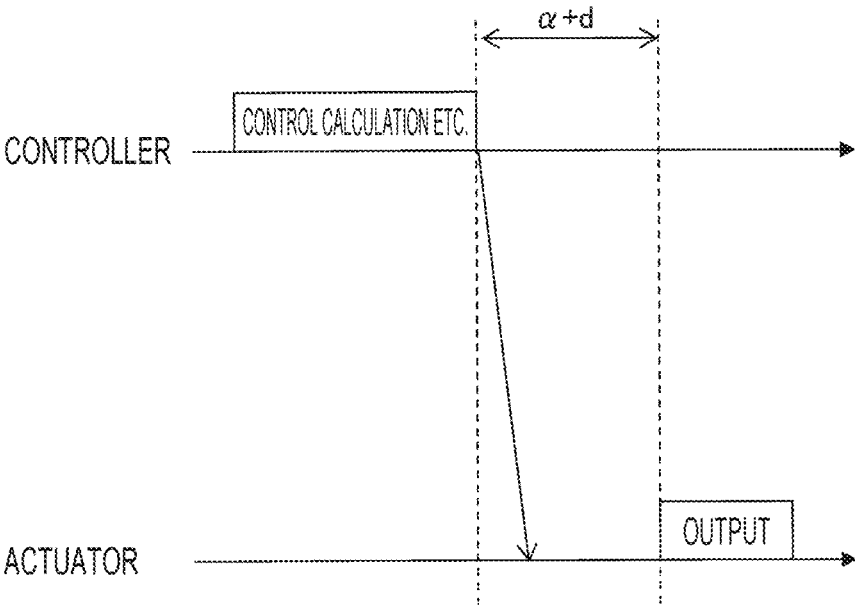 α+d
CONTROL CALCULATION ETC.
CONTROLLER
OUTPUT
ACTUATOR